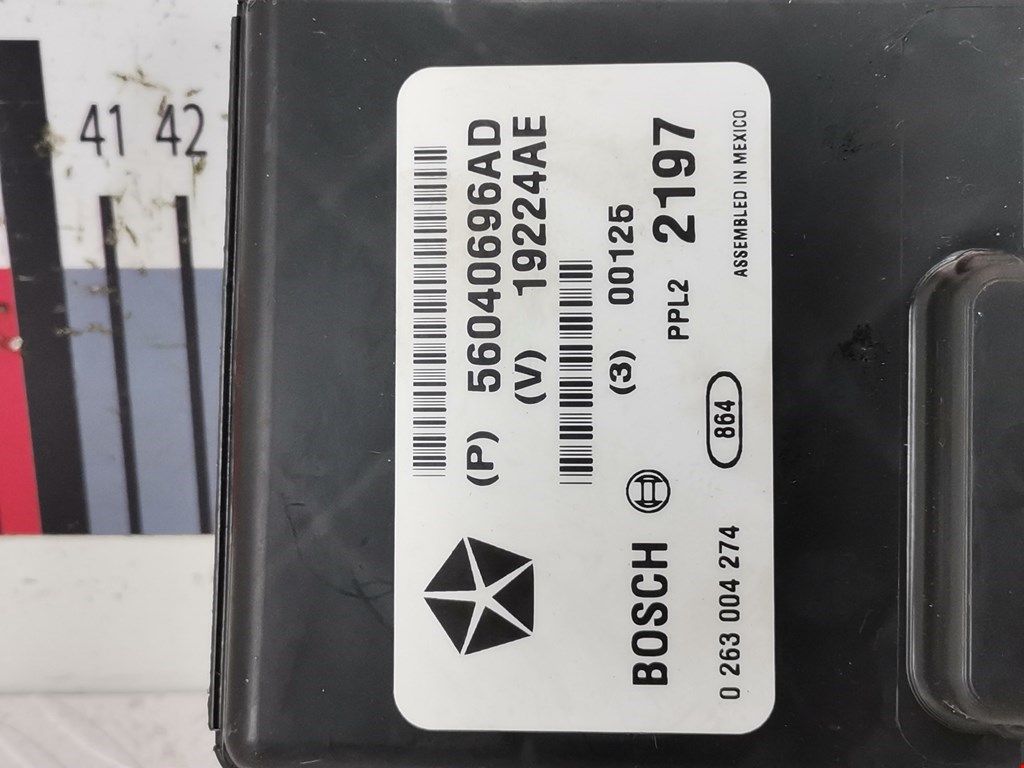 41 42
(P) 56040696AD
(V) 19224AE
(3) 00125
BOSCH
PPL2 2197
0 263 004 274
864
ASSEMBLED IN MEXICO